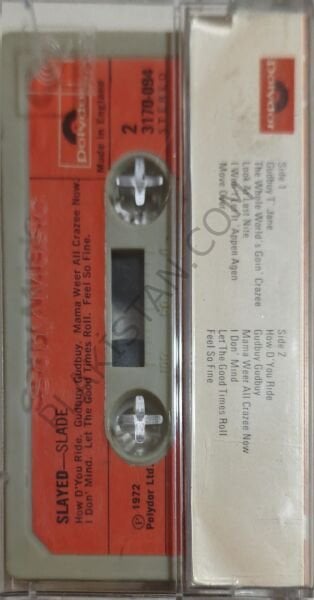 Polydor
Made in England
2
3170-094
STEREO
SLAYED—SLADE
How D'You Ride. Gudbuy Gudbuy. Mama Weer All Crazee Now.
I Don' Mind. Let The Good Times Roll. Feel So Fine.
℗ 1972
Polydor Ltd.
Polydor
Side 1
Gudbuy T' Jane
The Whole World's Goin' Crazee
Look At Last Nite
I Won't Let It 'Appen Agen
Move Over
Side 2
How D'You Ride
Gudbuy Gudbuy
Mama Weer All Crazee Now
I Don' Mind
Let The Good Times Roll
Feel So Fine